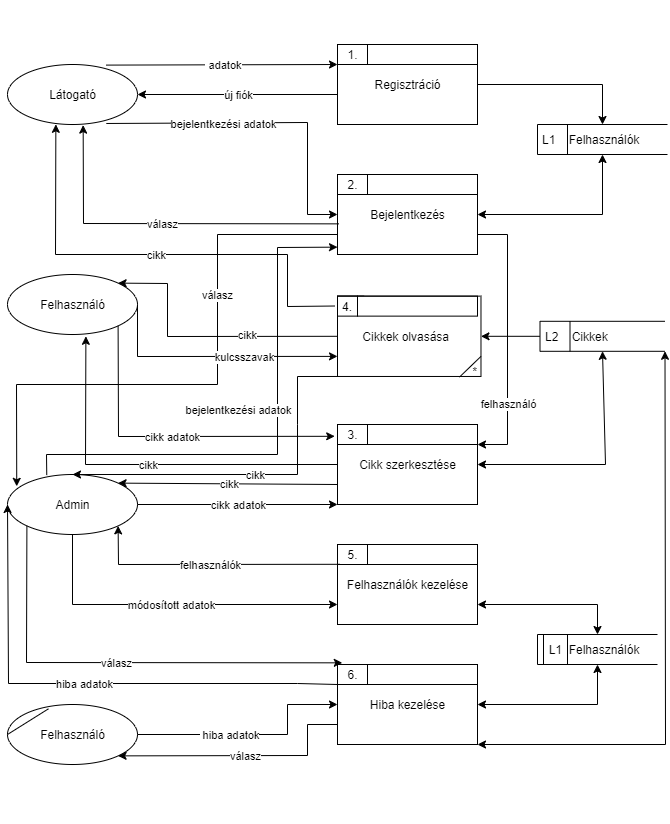 1.
adatok
Regisztráció
Látogató
új fiók
bejelentkezési adatok
L1
Felhasználók
2.
Bejelentkezés
válasz
cikk
válasz
Felhasználó
4.
cikk
Cikkek olvasása
L2
Cikkek
kulcsszavak
*
bejelentkezési adatok
felhasználó
3.
cikk adatok
cikk
Cikk szerkesztése
cikk
cikk
Admin
cikk adatok
5.
felhasználók
Felhasználók kezelése
módosított adatok
L1
Felhasználók
válasz
6.
hiba adatok
Hiba kezelése
Felhasználó
hiba adatok
válasz